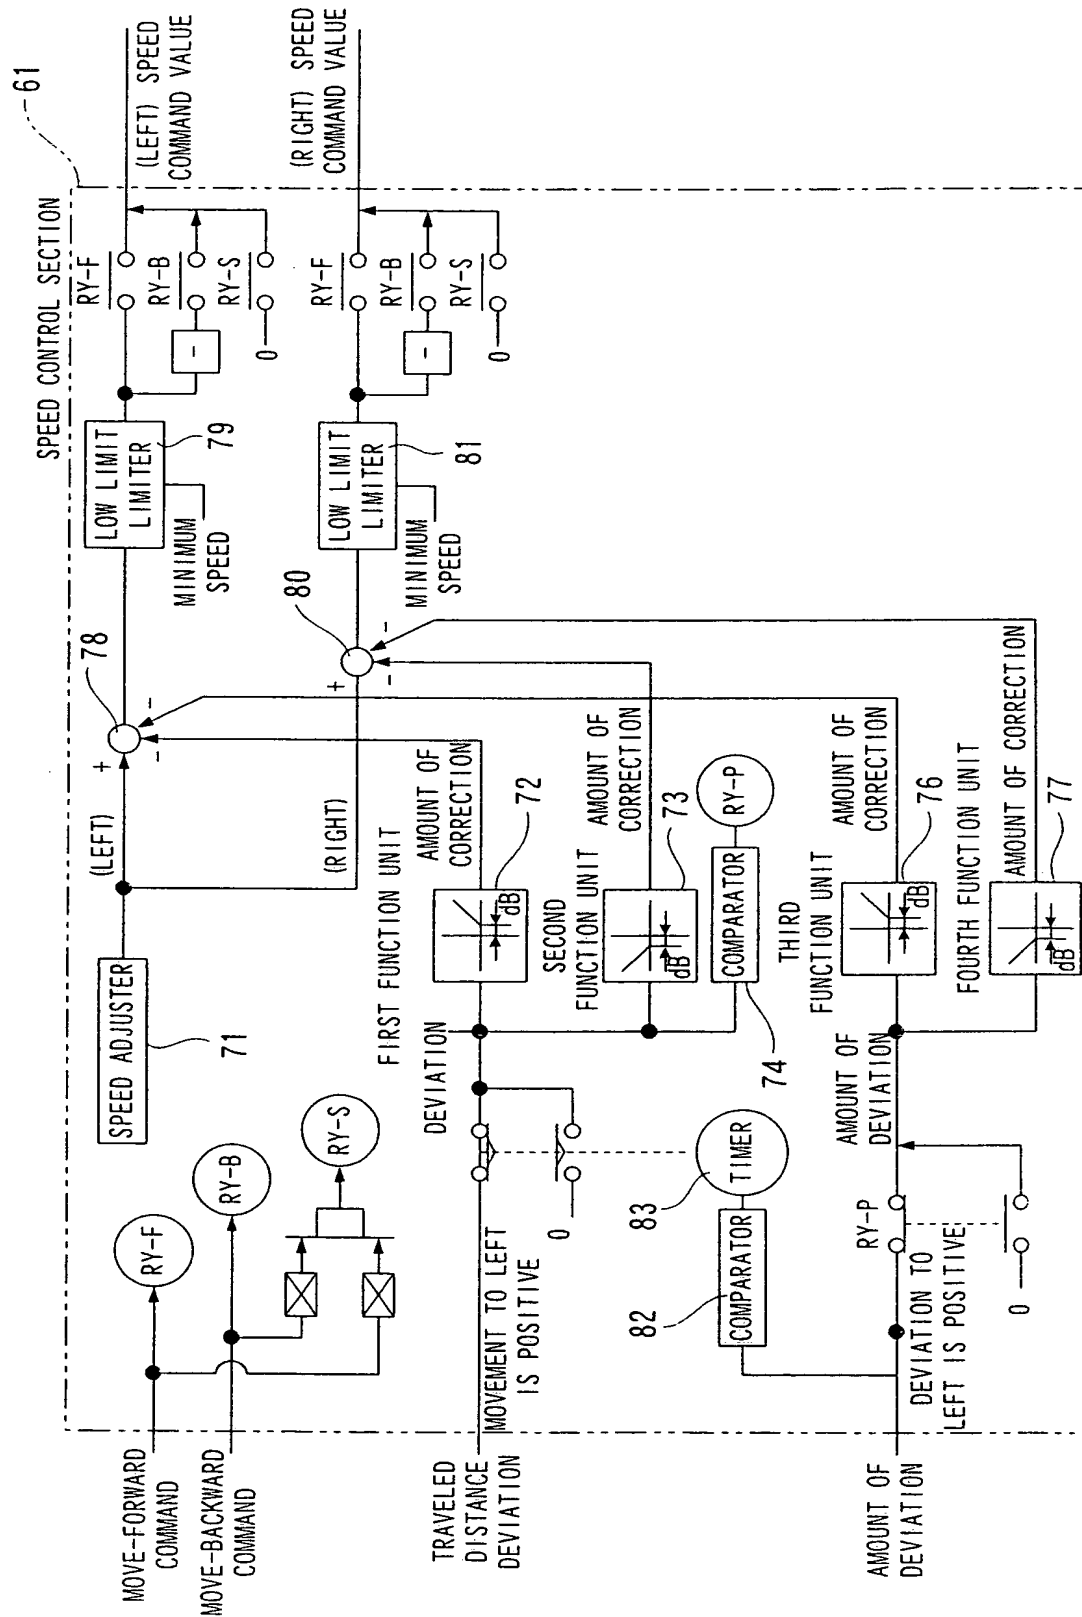 61
SPEED CONTROL SECTION
(LEFT) SPEED
COMMAND VALUE
(RIGHT) SPEED
COMMAND VALUE
RY-F
RY-B
RY-S
-
0
RY-F
RY-B
RY-S
-
0
LOW LIMIT
LIMITER
79
MINIMUM
SPEED
LOW LIMIT
LIMITER
81
MINIMUM
SPEED
78
+
-
-
80
+
-
-
(LEFT)
(RIGHT)
SPEED ADJUSTER
71
MOVE-FORWARD
COMMAND
MOVE-BACKWARD
COMMAND
RY-F
RY-B
RY-S
TRAVELED
DISTANCE
DEVIATION
MOVEMENT TO LEFT
IS POSITIVE
0
DEVIATION
FIRST FUNCTION UNIT
dB
72
AMOUNT OF
CORRECTION
SECOND
FUNCTION UNIT
dB
73
AMOUNT OF
CORRECTION
COMPARATOR
74
RY-P
COMPARATOR
82
TIMER
83
AMOUNT OF
DEVIATION
DEVIATION TO
LEFT IS POSITIVE
RY-P
0
AMOUNT OF
DEVIATION
THIRD
FUNCTION UNIT
dB
76
AMOUNT OF
CORRECTION
FOURTH FUNCTION UNIT
dB
77
AMOUNT OF CORRECTION